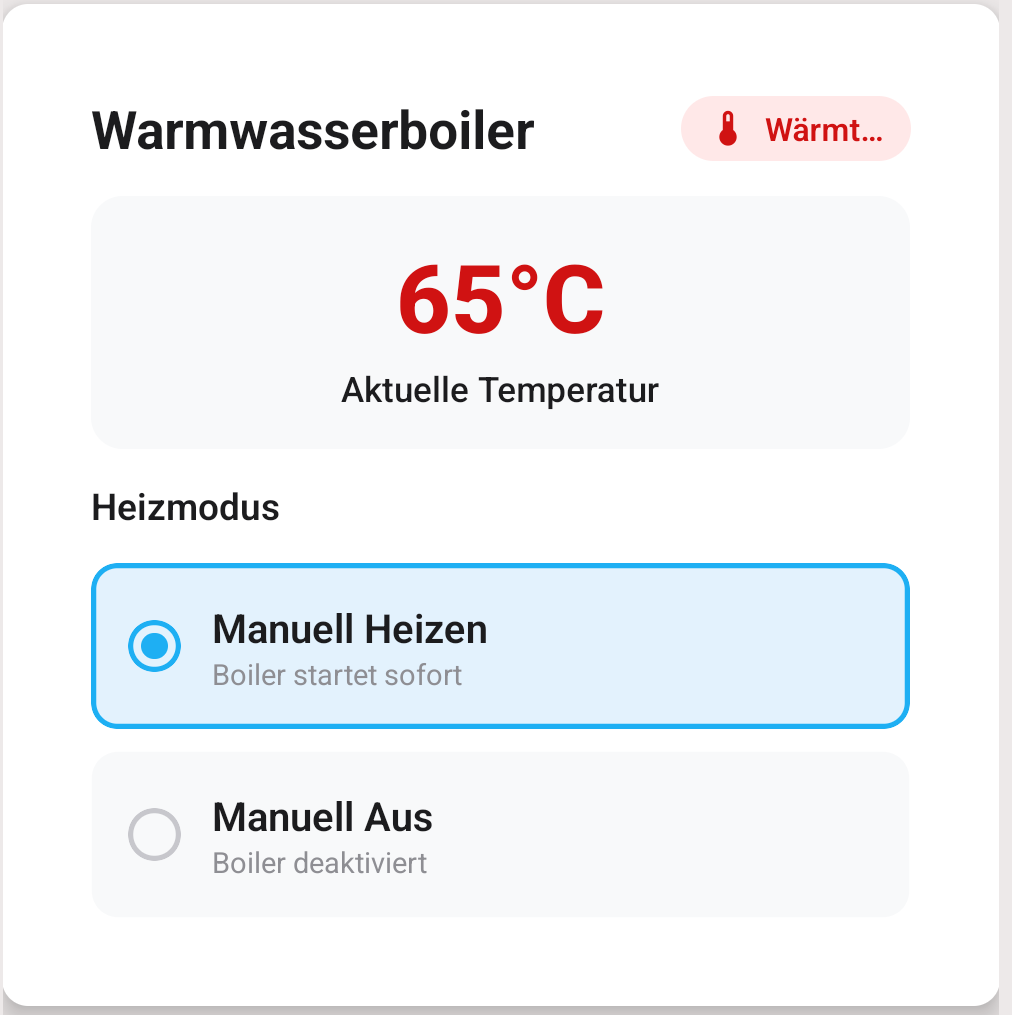 Warmwasserboiler
Wärmt...
65°C
Aktuelle Temperatur
Heizmodus
Manuell Heizen
Boiler startet sofort
Manuell Aus
Boiler deaktiviert